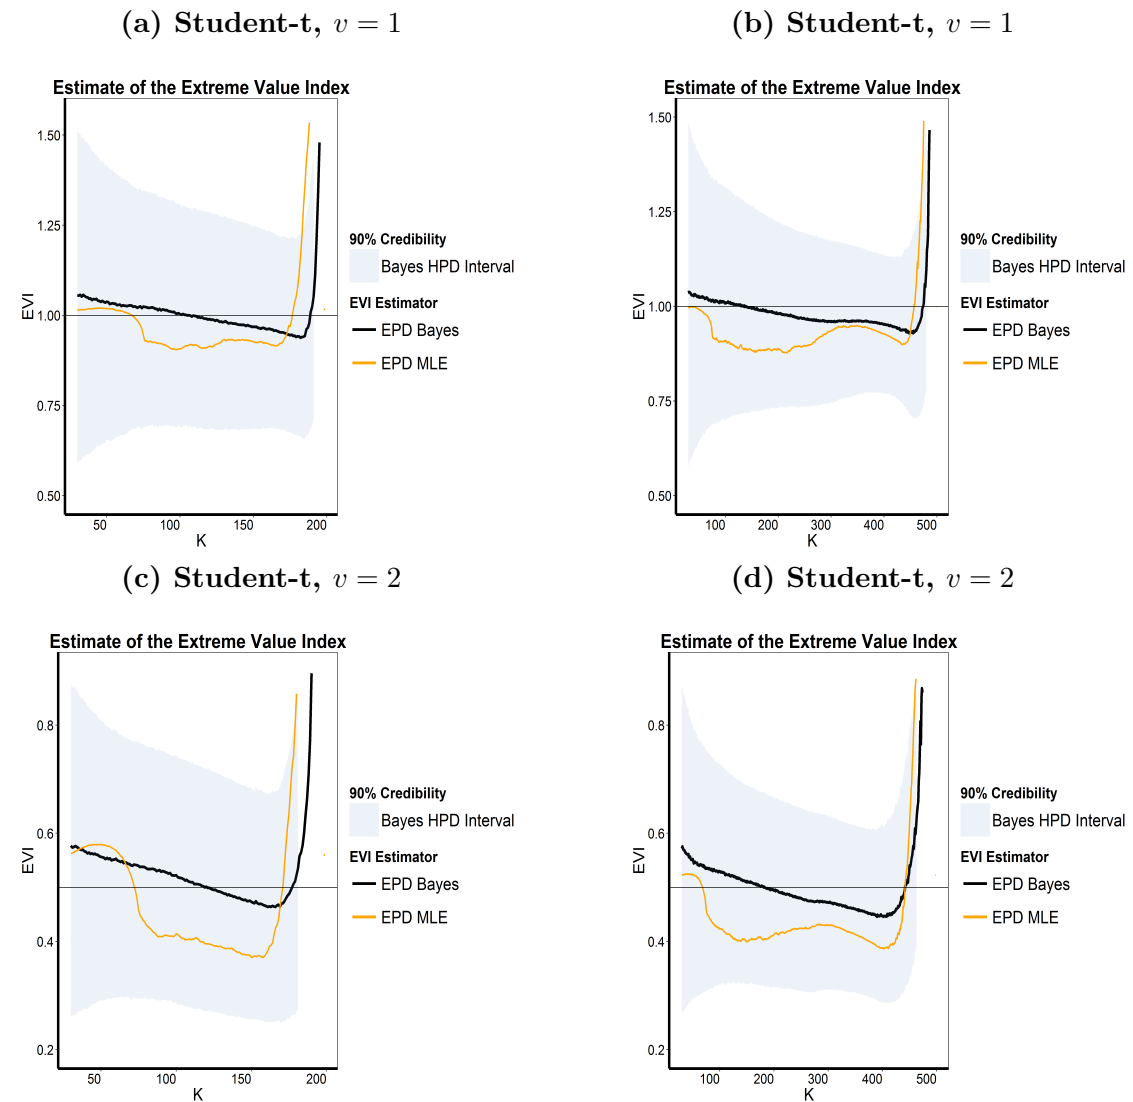 (a) Student-t, v = 1
Estimate of the Extreme Value Index
1.50
1.25
1.00
0.75
0.50
EVI
50 100 150 200
K
90% Credibility
Bayes HPD Interval
EVI Estimator
EPD Bayes
EPD MLE
(b) Student-t, v = 1
Estimate of the Extreme Value Index
1.50
1.25
1.00
0.75
0.50
EVI
100 200 300 400 500
K
90% Credibility
Bayes HPD Interval
EVI Estimator
EPD Bayes
EPD MLE
(c) Student-t, v = 2
Estimate of the Extreme Value Index
0.8
0.6
0.4
0.2
EVI
50 100 150 200
K
90% Credibility
Bayes HPD Interval
EVI Estimator
EPD Bayes
EPD MLE
(d) Student-t, v = 2
Estimate of the Extreme Value Index
0.8
0.6
0.4
0.2
EVI
100 200 300 400 500
K
90% Credibility
Bayes HPD Interval
EVI Estimator
EPD Bayes
EPD MLE